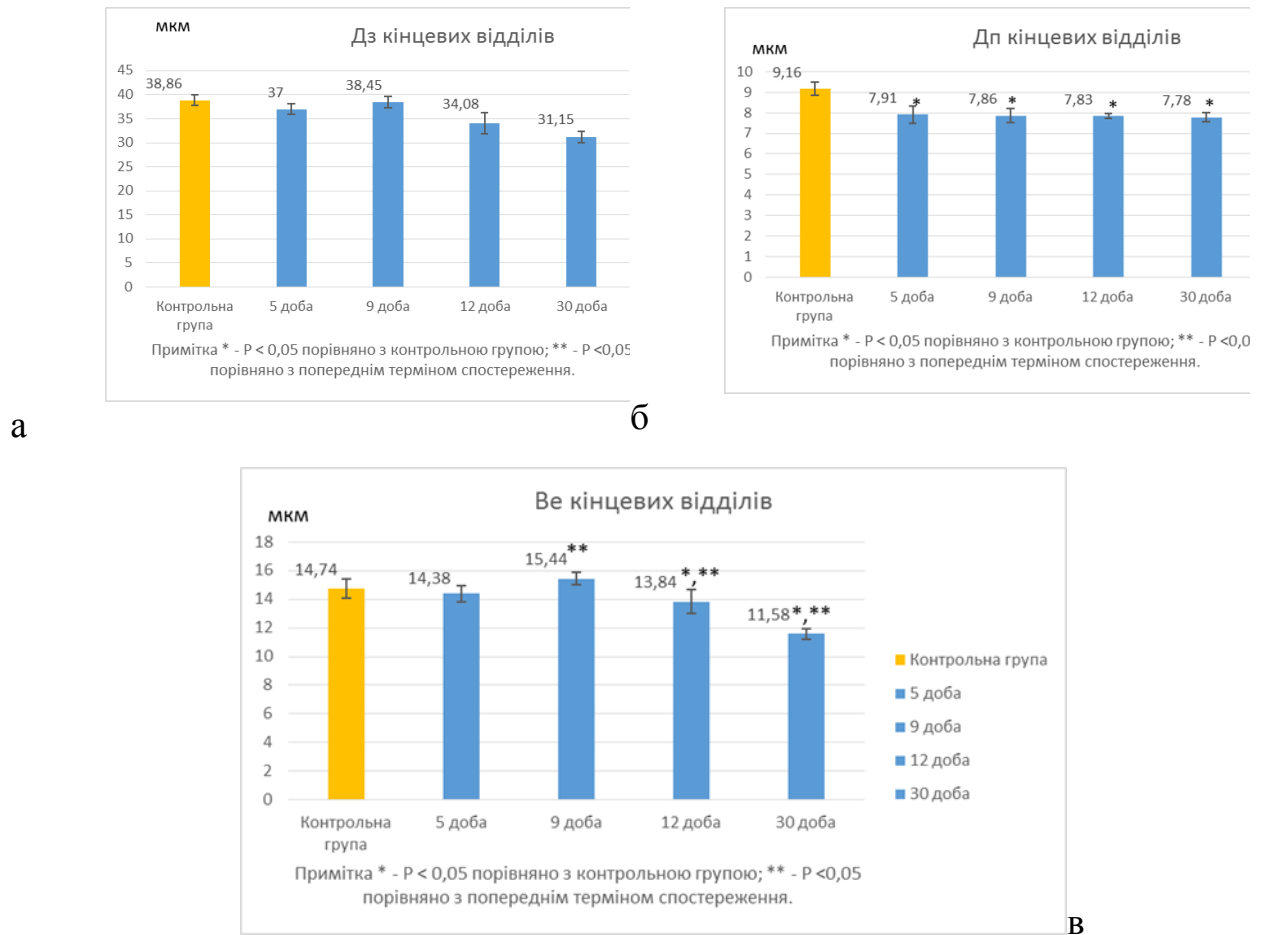 мкм
Дз кінцевих відділів
45
40
35
30
25
20
15
10
5
0
38,86
37
38,45
34,08
31,15
Контрольна
група
5 доба
9 доба
12 доба
30 доба
Примітка * - P < 0,05 порівняно з контрольною групою; ** - P <0,05
порівняно з попереднім терміном спостереження.
а
мкм
Дп кінцевих відділів
10
9
8
7
6
5
4
3
2
1
0
9,16
7,91 *
7,86 *
7,83 *
7,78 *
Контрольна
група
5 доба
9 доба
12 доба
30 доба
Примітка * - P < 0,05 порівняно з контрольною групою; ** - P <0,0
порівняно з попереднім терміном спостереження.
б
мкм
Ве кінцевих відділів
18
16
14
12
10
8
6
4
2
0
14,74
14,38
15,44 **
13,84 *,**
11,58 *,**
Контрольна
група
5 доба
9 доба
12 доба
30 доба
Контрольна група
5 доба
9 доба
12 доба
30 доба
Примітка * - P < 0,05 порівняно з контрольною групою; ** - P <0,05
порівняно з попереднім терміном спостереження.
в